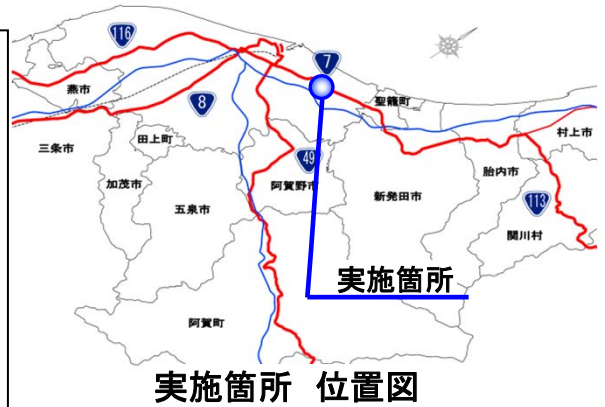 116
7
燕市
聖籠町
8
村上市
三条市
田上町
49
胎内市
加茂市
阿賀野市
新発田市
113
五泉市
関川村
実施箇所
阿賀町
実施箇所 位置図